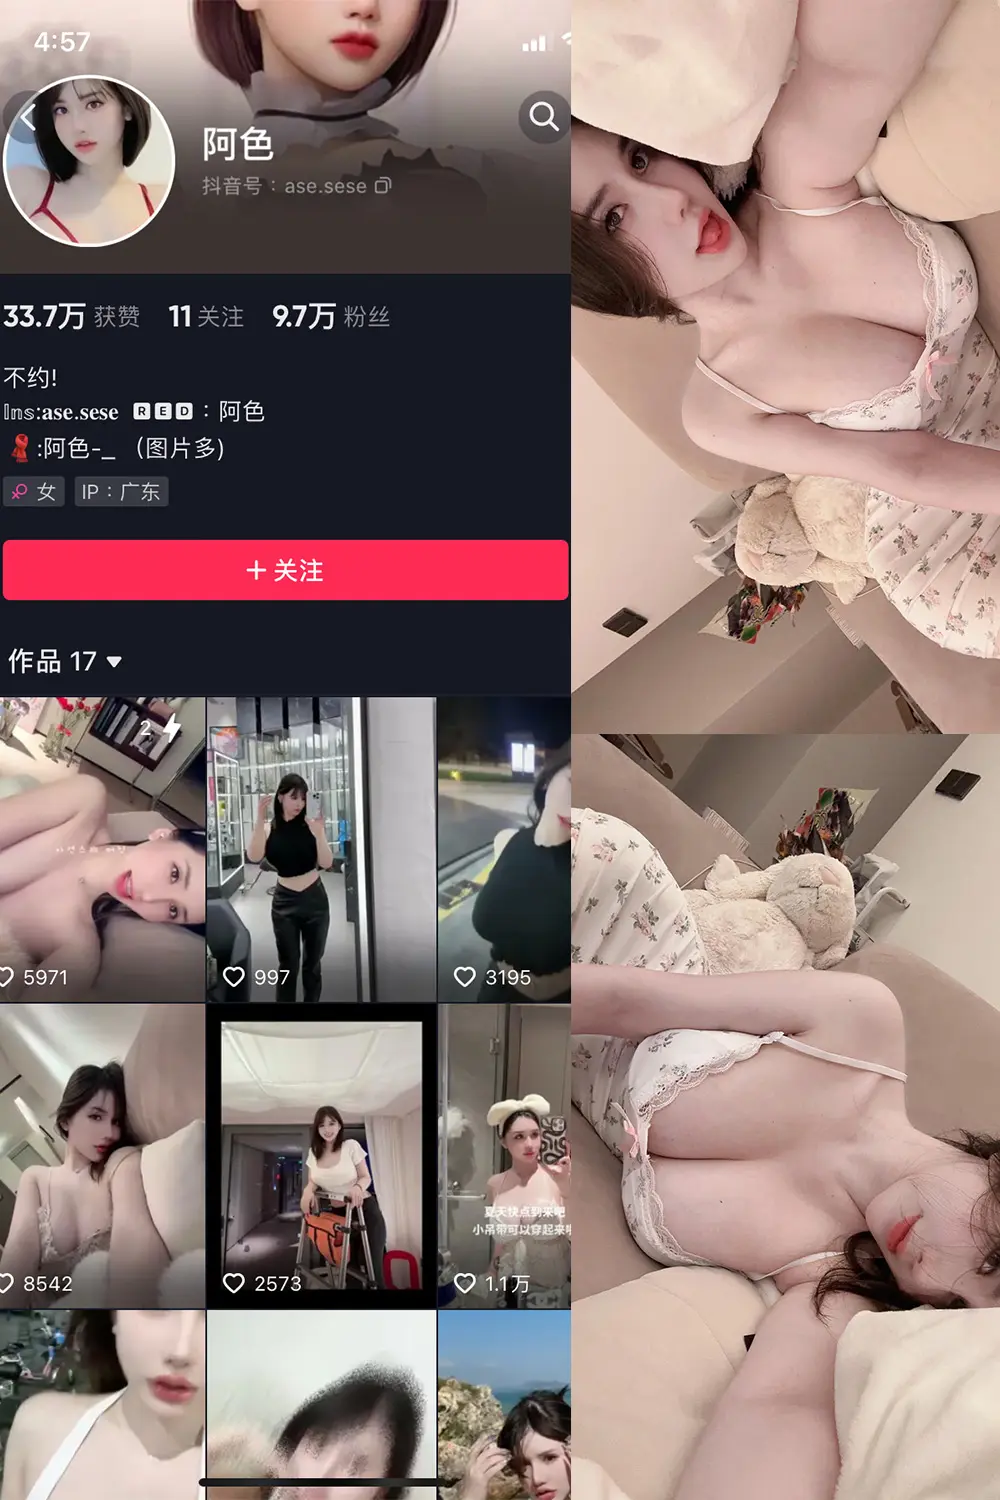 4:57
阿色
抖音号：ase.sese
33.7万 获赞 11 关注 9.7万 粉丝
不约!
Ins:ase.sese RED：阿色
:阿色-_ （图片多）
女 IP：广东
+ 关注
作品 17
2
5971
997
3195
8542
2573
夏天快点到来吧
小吊带可以穿起来
1.1万